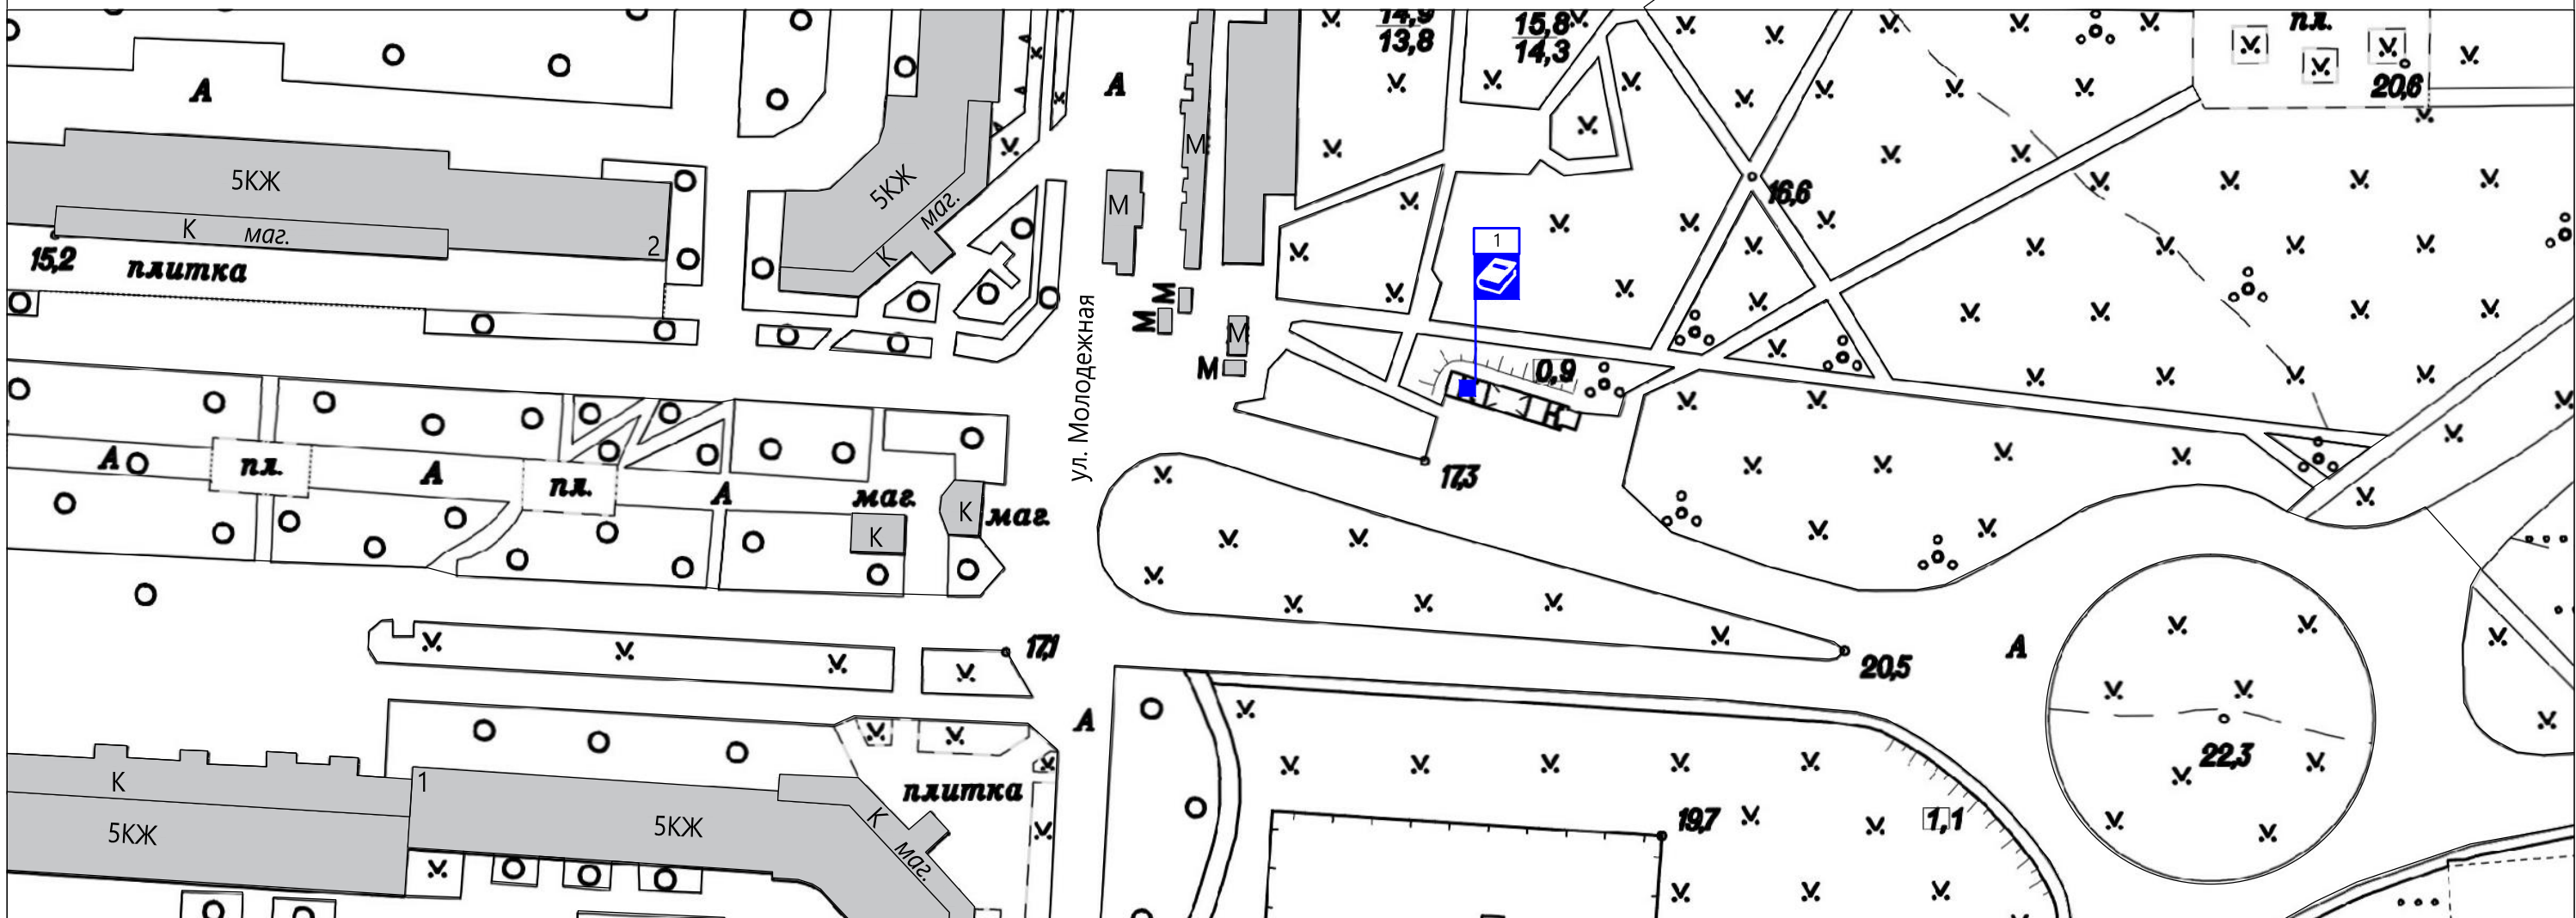 14,9
13,8
15,8
14,3
пл.
20,6
А
А
5КЖ
5КЖ
М
М
К маг.
К маг.
2
16,6
1
15,2
плитка
М
М
М
М
ул. Молодежная
0,9
К
Н
А
пл.
А
пл.
А
маг.
К
К
маг.
17,3
17,1
20,5
А
А
22,3
К
1
5КЖ
5КЖ
К
маг.
плитка
19,7
1,1